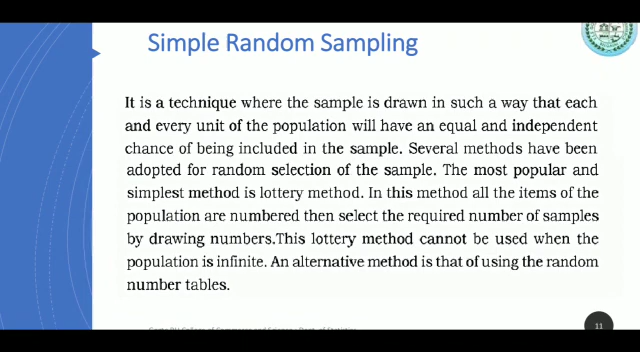 Simple Random Sampling
It is a technique where the sample is drawn in such a way that each
and every unit of the population will have an equal and independent
chance of being included in the sample. Several methods have been
adopted for random selection of the sample. The most popular and
simplest method is lottery method. In this method all the items of the
population are numbered then select the required number of samples
by drawing numbers.This lottery method cannot be used when the
population is infinite. An alternative method is that of using the random
number tables.
11